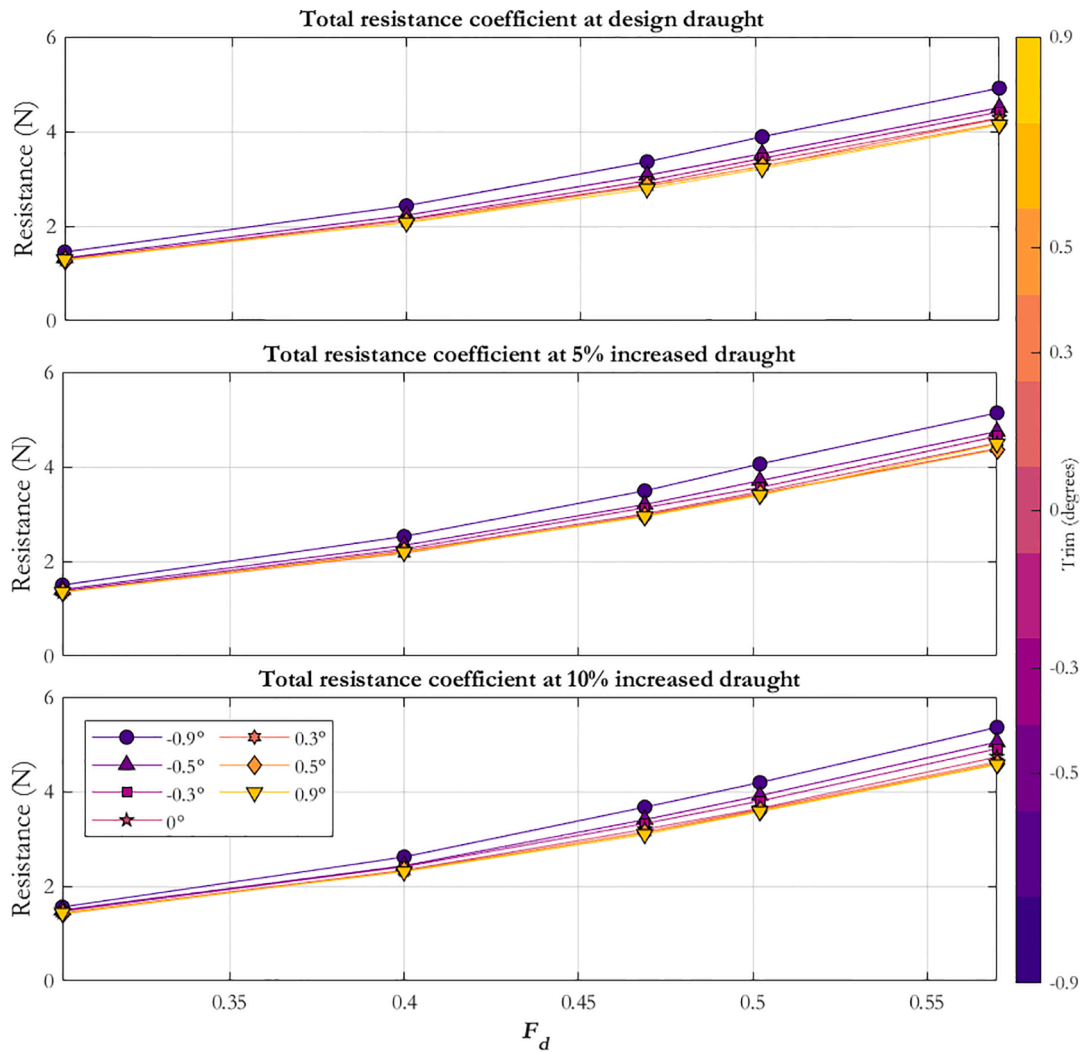 Total resistance coefficient at design draught
6
4
2
0
Resistance (N)
Total resistance coefficient at 5% increased draught
6
4
2
0
Resistance (N)
Total resistance coefficient at 10% increased draught
6
4
2
0
Resistance (N)
-0.9° 0.3°
-0.5° 0.5°
-0.3° 0.9°
0°
0.35 0.4 0.45 0.5 0.55
F_d
0.9
0.5
0.3
0
-0.3
-0.5
-0.9
Trim (degrees)